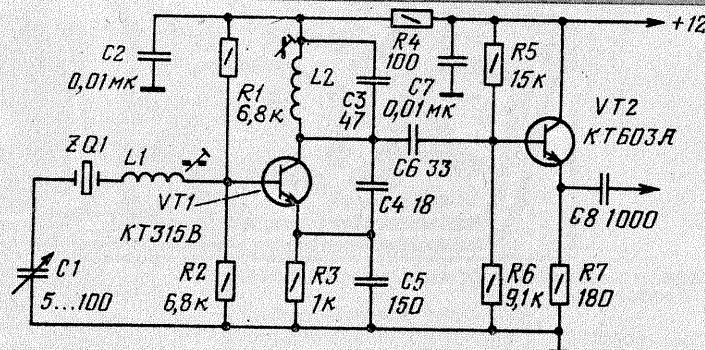 +12
C2
0,01мк
R1
6,8к
L2
C3
47
R4
100
C7
0,01мк
R5
15к
VT2
КТ603А
ZQ1
L1
VT1
КТ315В
C6 33
C4 18
C8 1000
C1
5...100
R2
6,8к
R3
1к
C5
150
R6
9,1к
R7
180